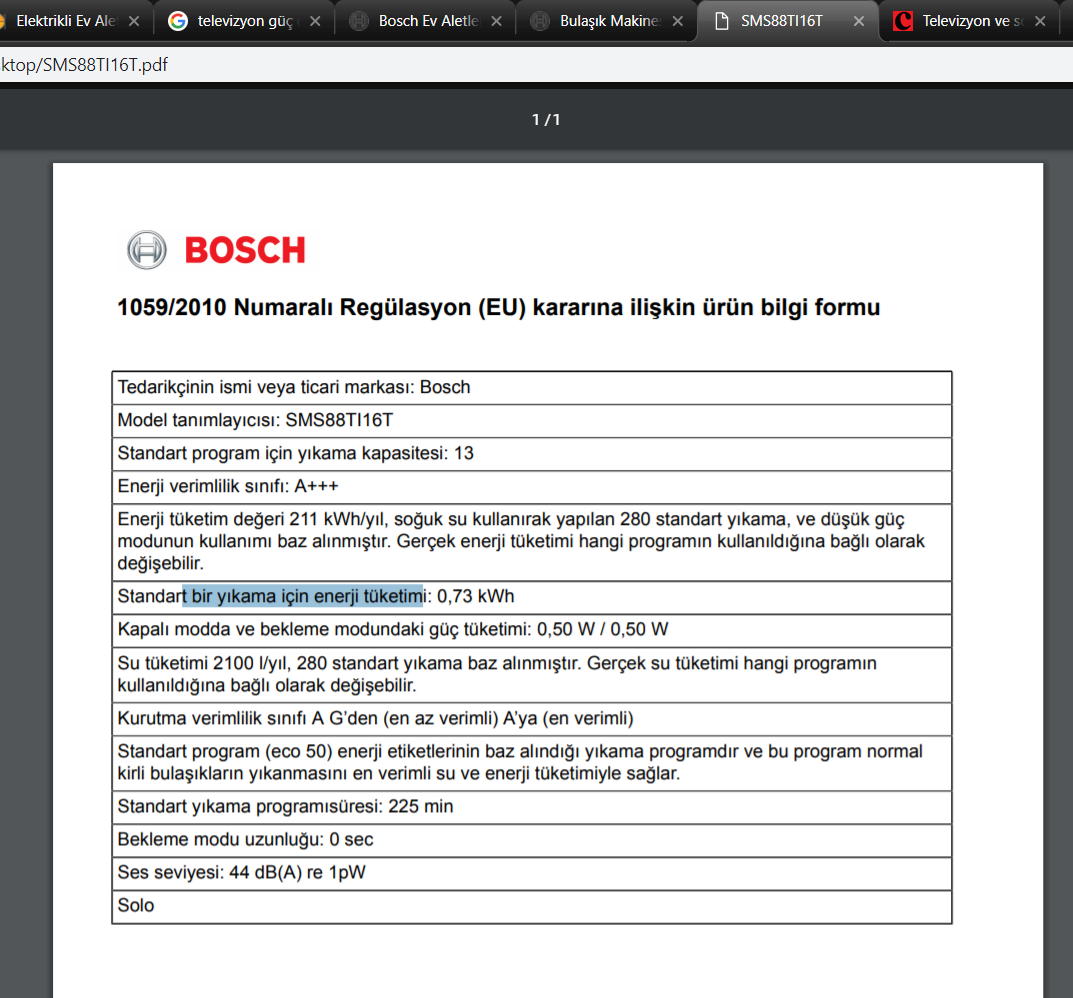 Elektrikli Ev Ale
televizyon güç
Bosch Ev Aletle
Bulaşık Makine
SMS88TI16T
Televizyon ve s
ktop/SMS88TI16T.pdf
1 / 1
BOSCH
1059/2010 Numaralı Regülasyon (EU) kararına ilişkin ürün bilgi formu
Tedarikçinin ismi veya ticari markası: Bosch
Model tanımlayıcısı: SMS88TI16T
Standart program için yıkama kapasitesi: 13
Enerji verimlilik sınıfı: A+++
Enerji tüketim değeri 211 kWh/yıl, soğuk su kullanırak yapılan 280 standart yıkama, ve düşük güç
modunun kullanımı baz alınmıştır. Gerçek enerji tüketimi hangi programın kullanıldığına bağlı olarak
değişebilir.
Standart bir yıkama için enerji tüketimi: 0,73 kWh
Kapalı modda ve bekleme modundaki güç tüketimi: 0,50 W / 0,50 W
Su tüketimi 2100 l/yıl, 280 standart yıkama baz alınmıştır. Gerçek su tüketimi hangi programın
kullanıldığına bağlı olarak değişebilir.
Kurutma verimlilik sınıfı A G’den (en az verimli) A’ya (en verimli)
Standart program (eco 50) enerji etiketlerinin baz alındığı yıkama programdır ve bu program normal
kirli bulaşıkların yıkanmasını en verimli su ve enerji tüketimiyle sağlar.
Standart yıkama programısüresi: 225 min
Bekleme modu uzunluğu: 0 sec
Ses seviyesi: 44 dB(A) re 1pW
Solo